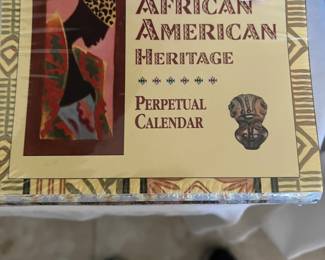 AFRICAN
AMERICAN
HERITAGE
PERPETUAL
CALENDAR